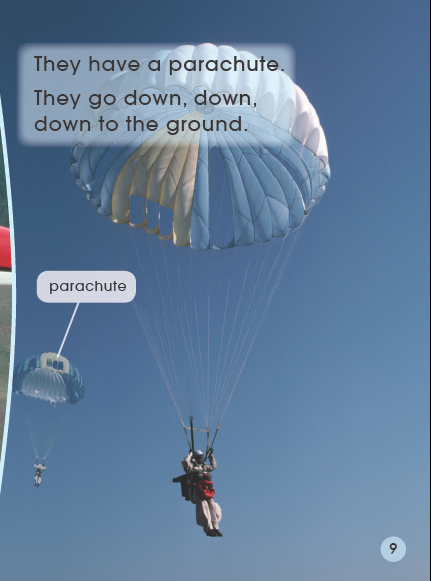 They have a parachute.
They go down, down,
down to the ground.
parachute
9